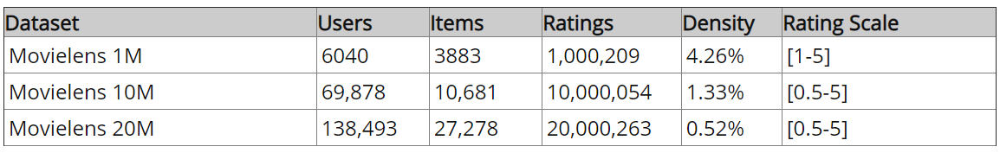 Dataset Users Items Ratings Density Rating Scale
Movielens 1M 6040 3883 1,000,209 4.26% [1-5]
Movielens 10M 69,878 10,681 10,000,054 1.33% [0.5-5]
Movielens 20M 138,493 27,278 20,000,263 0.52% [0.5-5]